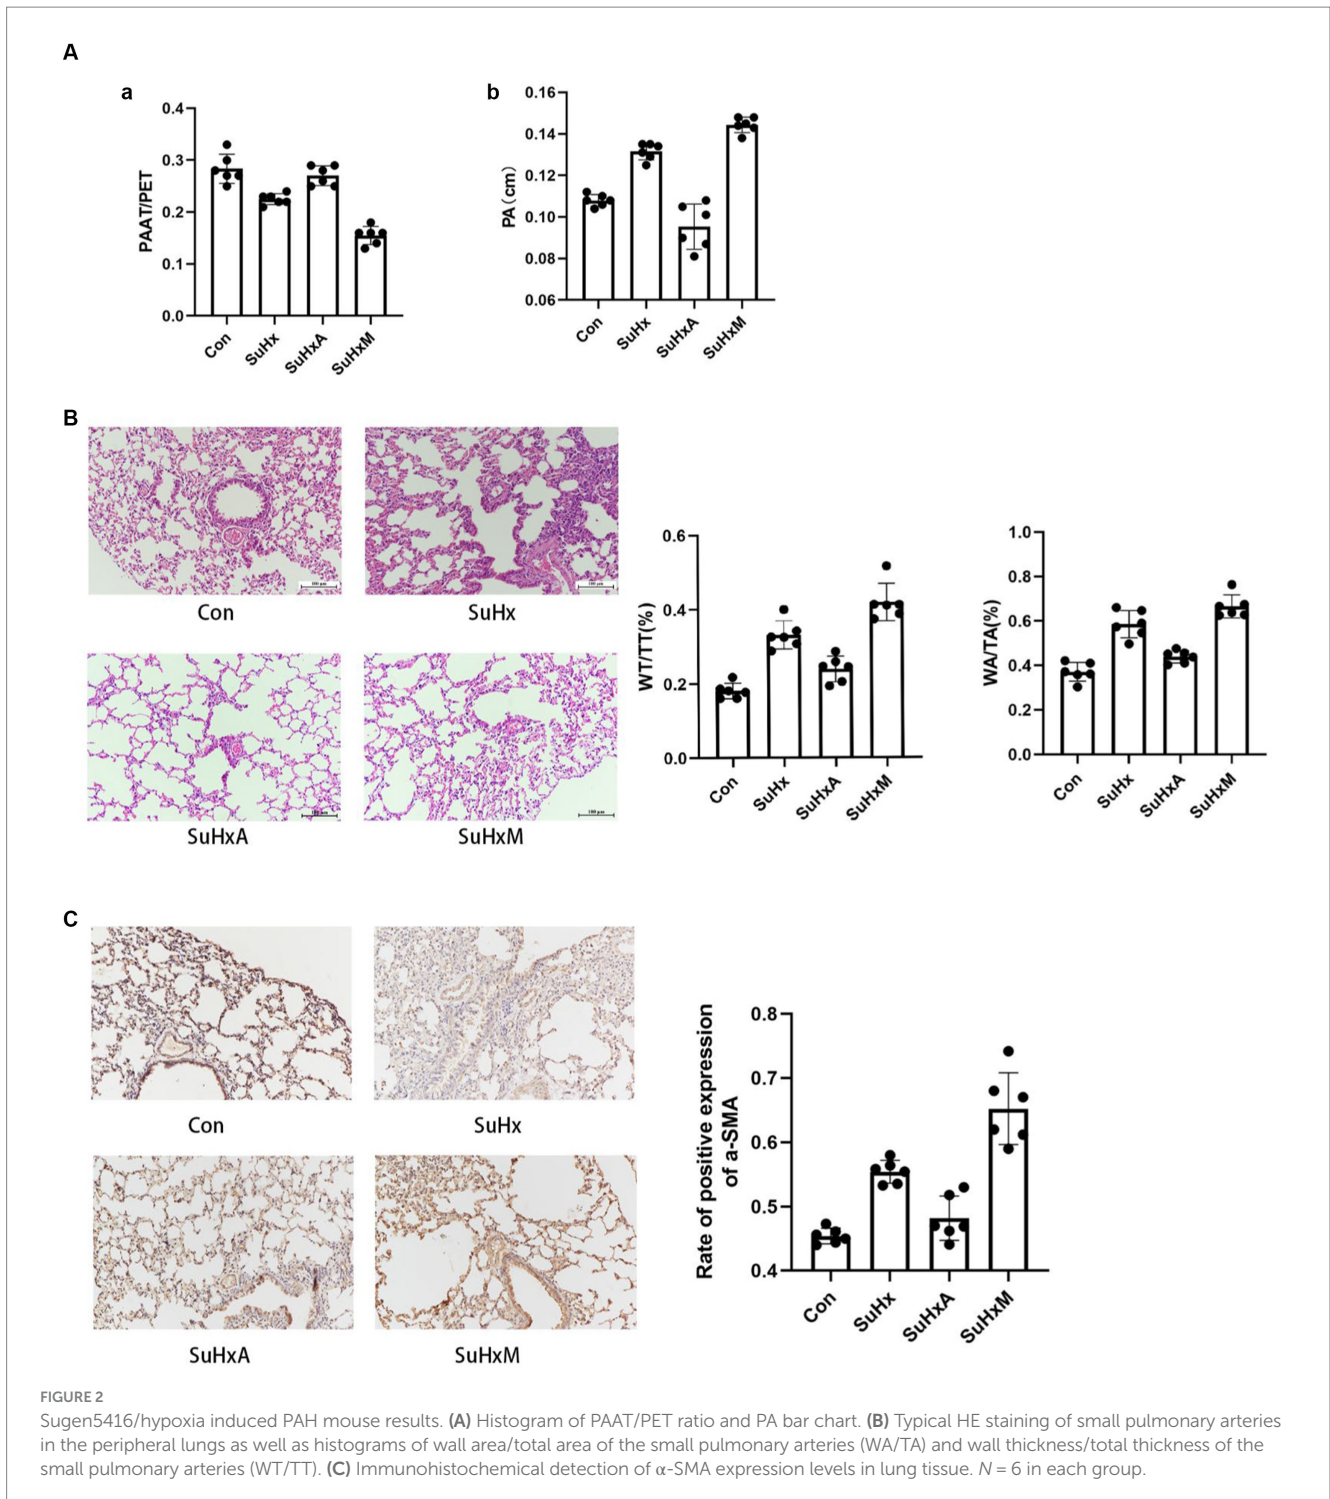 A
a
0.4
0.3
0.2
0.1
0.0
PAAT/PET
Con
SuHx
SuHxA
SuHxM
b
0.16
0.14
0.12
0.10
0.08
0.06
PA(cm)
Con
SuHx
SuHxA
SuHxM
B
100 μm
Con
100 μm
SuHx
100 μm
SuHxA
100 μm
SuHxM
0.6
0.4
0.2
0.0
WT/TT(%)
Con
SuHx
SuHxA
SuHxM
1.0
0.8
0.6
0.4
0.2
0.0
WA/TA(%)
Con
SuHx
SuHxA
SuHxM
C
Con
SuHx
SuHxA
SuHxM
0.8
0.7
0.6
0.5
0.4
Rate of positive expression
of a-SMA
Con
SuHx
SuHxA
SuHxM
FIGURE 2
Sugen5416/hypoxia induced PAH mouse results. (A) Histogram of PAAT/PET ratio and PA bar chart. (B) Typical HE staining of small pulmonary arteries
in the peripheral lungs as well as histograms of wall area/total area of the small pulmonary arteries (WA/TA) and wall thickness/total thickness of the
small pulmonary arteries (WT/TT). (C) Immunohistochemical detection of α-SMA expression levels in lung tissue. N = 6 in each group.